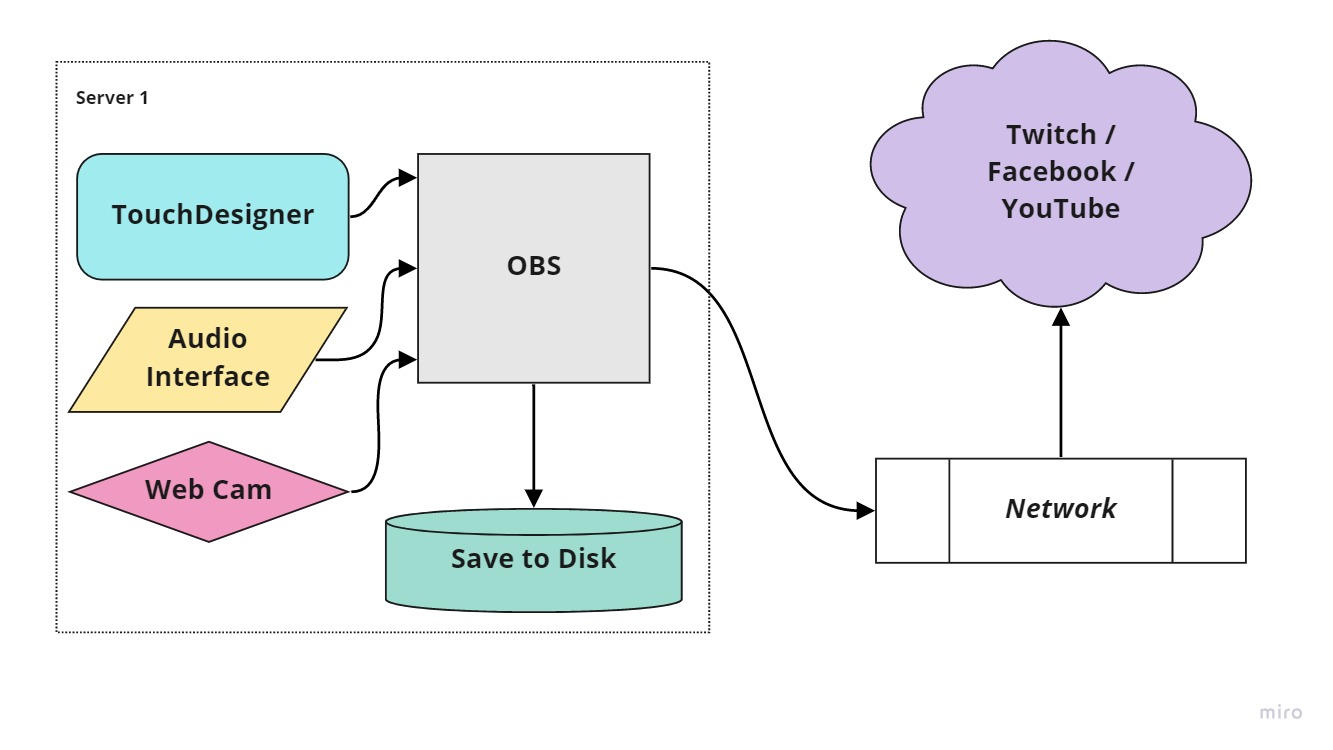 Server 1
TouchDesigner
OBS
Audio
Interface
Web Cam
Save to Disk
Twitch /
Facebook /
YouTube
Network
miro